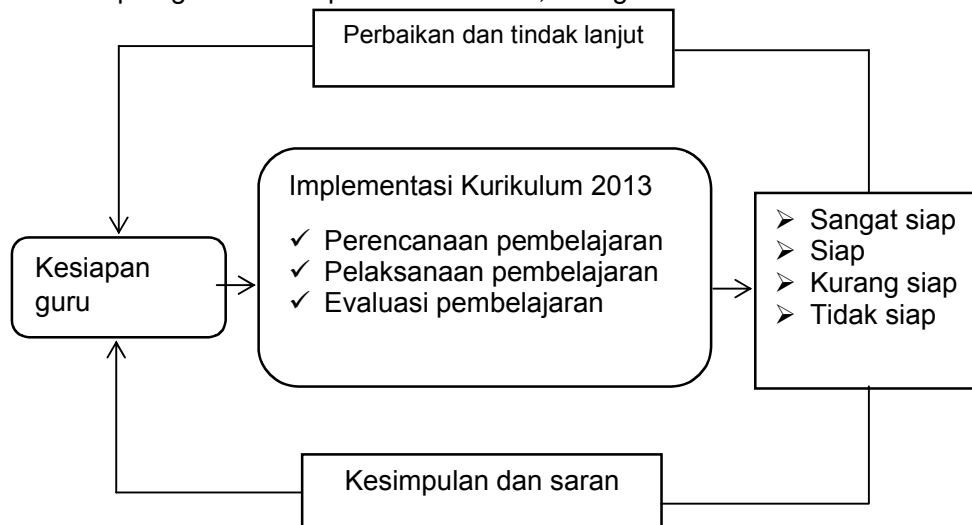 Perbaikan dan tindak lanjut
Implementasi Kurikulum 2013
✓ Perencanaan pembelajaran
✓ Pelaksanaan pembelajaran
✓ Evaluasi pembelajaran
Kesiapan
guru
➢ Sangat siap
➢ Siap
➢ Kurang siap
➢ Tidak siap
Kesimpulan dan saran